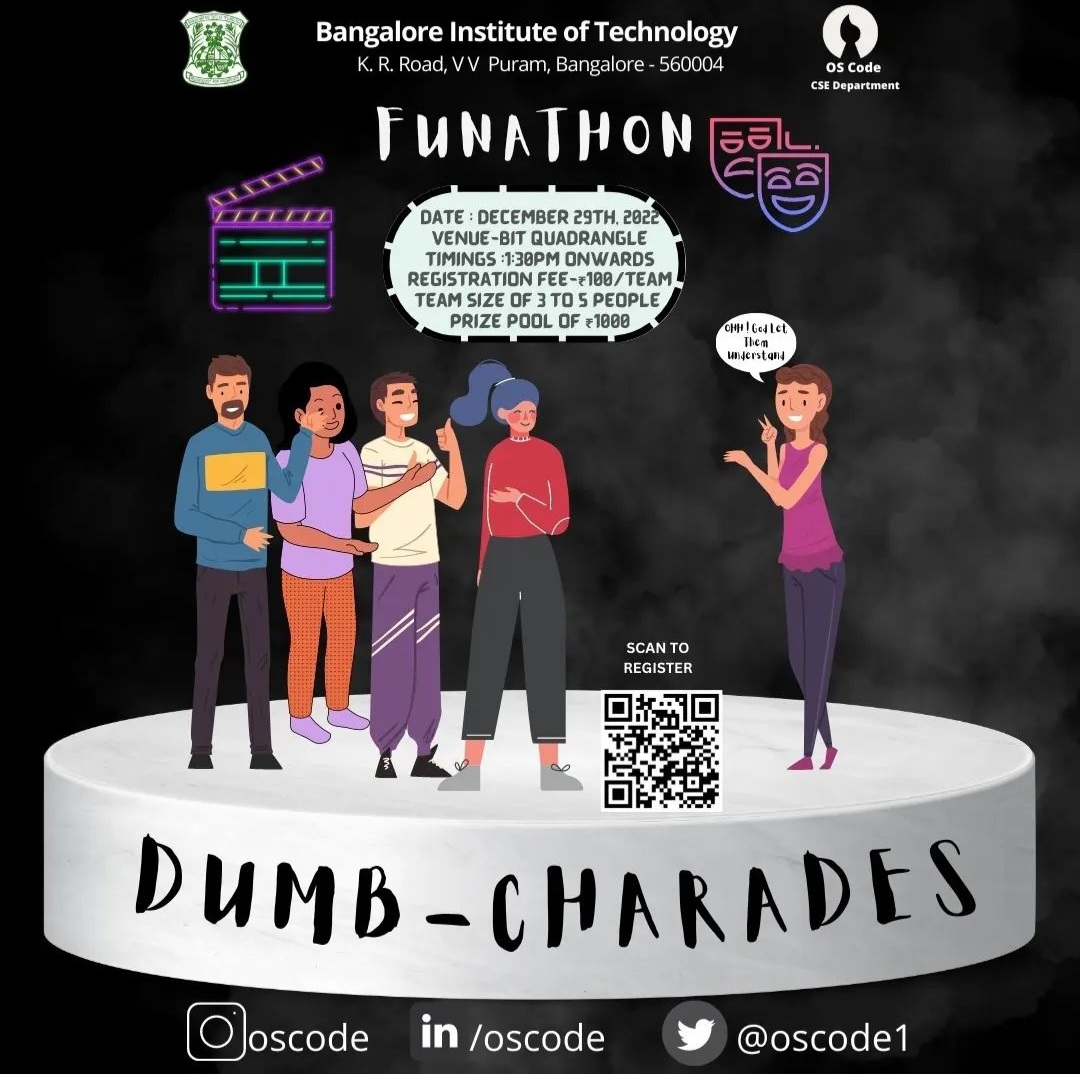 Bangalore Institute of Technology
K. R. Road, V V Puram, Bangalore - 560004
OS Code
CSE Department
FUNATHON
DATE : DECEMBER 29TH, 2022
VENUE-BIT QUADRANGLE
TIMINGS :1:30PM ONWARDS
REGISTRATION FEE-₹100/TEAM
TEAM SIZE OF 3 TO 5 PEOPLE
PRIZE POOL OF ₹1000
OHH ! God Let
Them
Understand
SCAN TO
REGISTER
DUMB-CHARADES
oscode
in /oscode
@oscode1